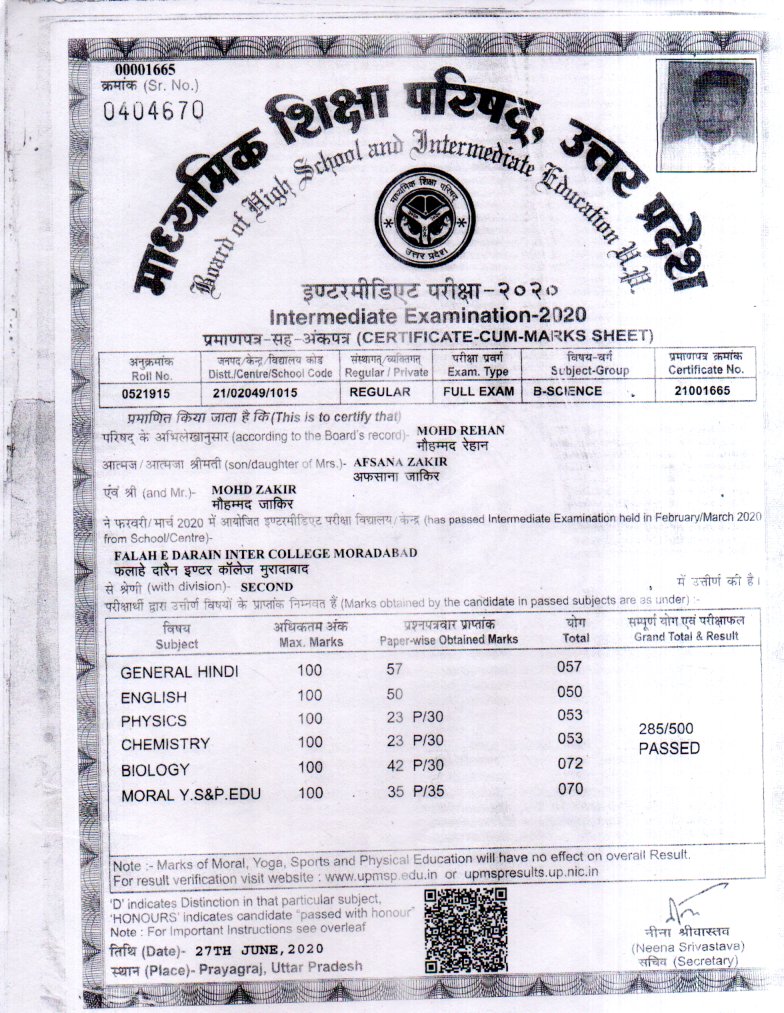 00001665
क्रमांक (Sr. No.)
0404670
माध्यमिक शिक्षा परिषद्, उत्तर प्रदेश
Board of High School and Intermediate Education U.P.
माध्यमिक शिक्षा परिषद्
उत्तर प्रदेश
इण्टरमीडिएट परीक्षा-२०२०
Intermediate Examination-2020
प्रमाणपत्र-सह-अंकपत्र (CERTIFICATE-CUM-MARKS SHEET)
अनुक्रमांक जनपद/केन्द्र/विद्यालय कोड संस्थागत/व्यक्तिगत परीक्षा प्रवर्ग विषय-वर्ग प्रमाणपत्र क्रमांक
Roll No. Distt./Centre/School Code Regular / Private Exam. Type Subject-Group Certificate No.
0521915 21/02049/1015 REGULAR FULL EXAM B-SCIENCE 21001665
प्रमाणित किया जाता है कि (This is to certify that)
परिषद् के अभिलेखानुसार (according to the Board's record)- MOHD REHAN
मौहम्मद रेहान
आत्मज/आत्मजा श्रीमती (son/daughter of Mrs.)- AFSANA ZAKIR
अफसाना जाकिर
एवं श्री (and Mr.)- MOHD ZAKIR
मौहम्मद जाकिर
ने फरवरी/मार्च 2020 में आयोजित इण्टरमीडिएट परीक्षा विद्यालय/केन्द्र (has passed Intermediate Examination held in February/March 2020
from School/Centre)-
FALAH E DARAIN INTER COLLEGE MORADABAD
फलाहे दारैन इण्टर कॉलेज मुरादाबाद
से श्रेणी (with division)- SECOND में उत्तीर्ण की है।
परीक्षार्थी द्वारा उत्तीर्ण विषयों के प्राप्तांक निम्नवत हैं (Marks obtained by the candidate in passed subjects are as under) :-
विषय अधिकतम अंक प्रश्नपत्रवार प्राप्तांक योग सम्पूर्ण योग एवं परीक्षाफल
Subject Max. Marks Paper-wise Obtained Marks Total Grand Total & Result
GENERAL HINDI 100 57 057
ENGLISH 100 50 050
PHYSICS 100 23 P/30 053
285/500
CHEMISTRY 100 23 P/30 053
PASSED
BIOLOGY 100 42 P/30 072
MORAL Y.S&P.EDU 100 35 P/35 070
Note :- Marks of Moral, Yoga, Sports and Physical Education will have no effect on overall Result.
For result verification visit website : www.upmsp.edu.in or upmspresults.up.nic.in
'D' indicates Distinction in that particular subject,
'HONOURS' indicates candidate "passed with honour"
Note : For Important Instructions see overleaf
तिथि (Date)- 27TH JUNE, 2020
स्थान (Place)- Prayagraj, Uttar Pradesh
नीना श्रीवास्तव
(Neena Srivastava)
सचिव (Secretary)